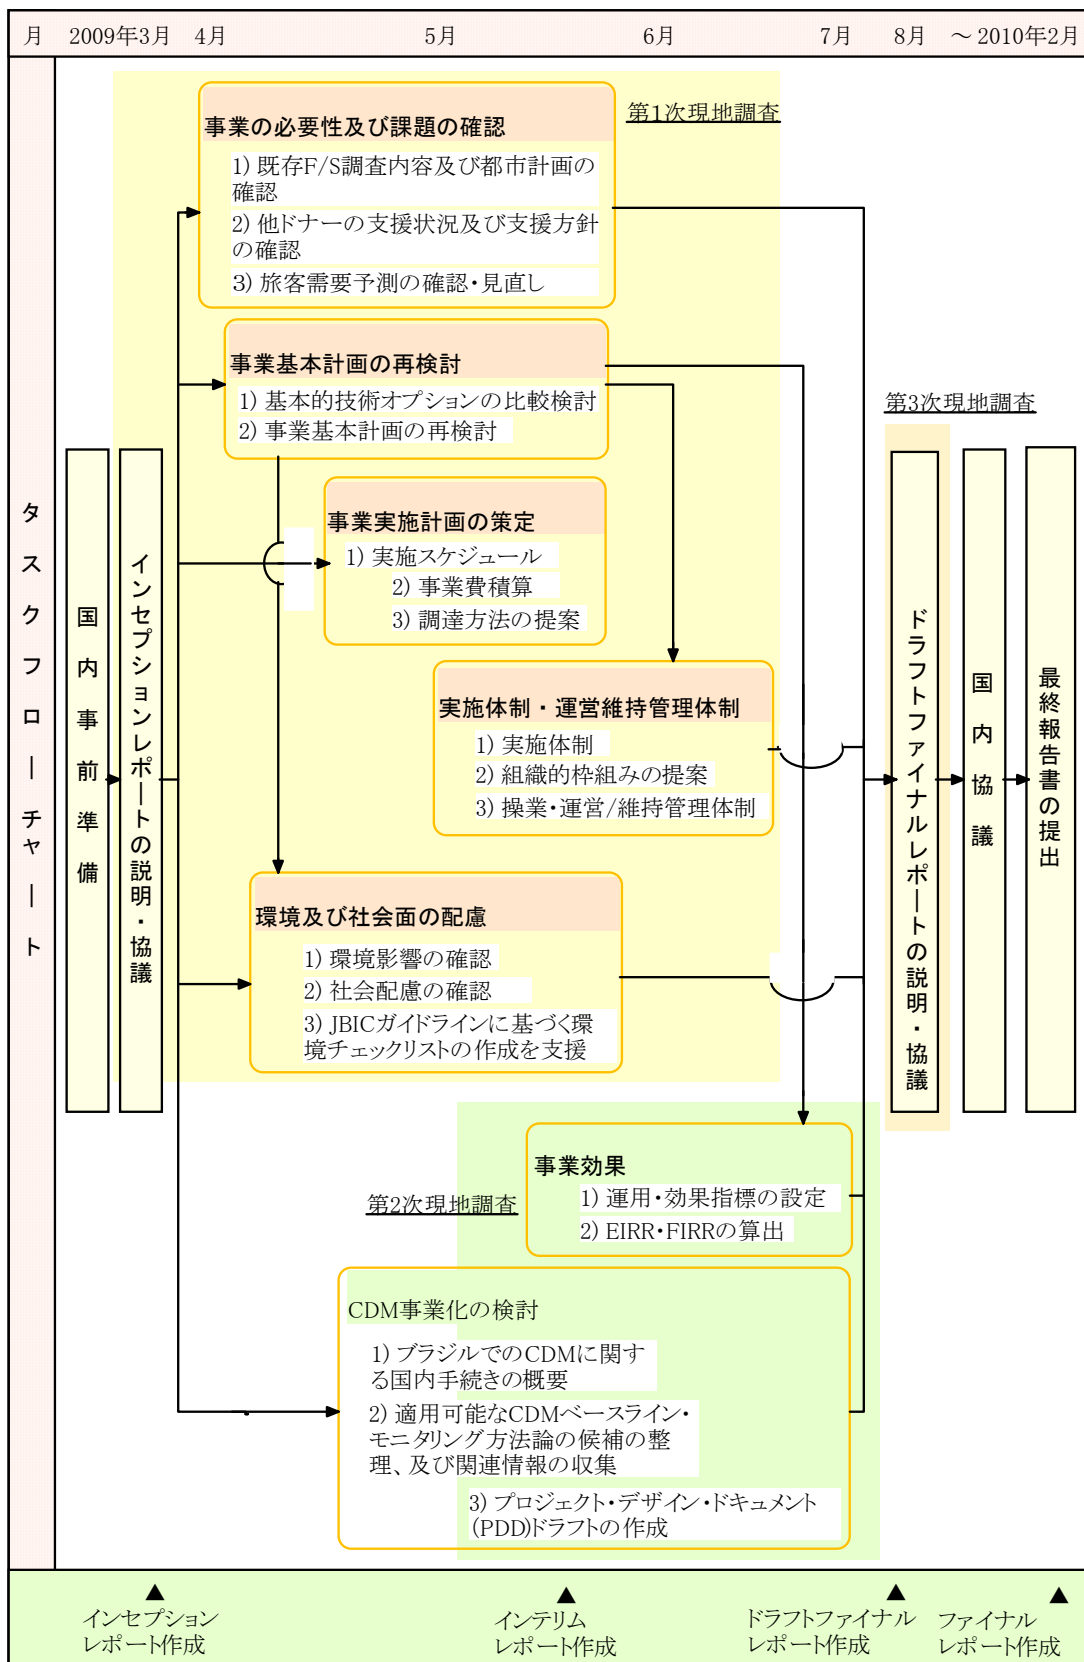 月 2009年3月 4月 5月 6月 7月 8月 ～2010年2月
タスクフローチャート
第1次現地調査
事業の必要性及び課題の確認
1) 既存F/S調査内容及び都市計画の
確認
2) 他ドナーの支援状況及び支援方針
の確認
3) 旅客需要予測の確認・見直し
事業基本計画の再検討
1) 基本的技術オプションの比較検討
2) 事業基本計画の再検討
第3次現地調査
国内事前準備
インセプションレポートの説明・協議
事業実施計画の策定
1) 実施スケジュール
2) 事業費積算
3) 調達方法の提案
実施体制・運営維持管理体制
1) 実施体制
2) 組織的枠組みの提案
3) 操業・運営/維持管理体制
ドラフトファイナルレポートの説明・協議
国内協議
最終報告書の提出
環境及び社会面の配慮
1) 環境影響の確認
2) 社会配慮の確認
3) JBICガイドラインに基づく環
境チェックリストの作成を支援
第2次現地調査
事業効果
1) 運用・効果指標の設定
2) EIRR・FIRRの算出
CDM事業化の検討
1) ブラジルでのCDMに関す
る国内手続きの概要
2) 適用可能なCDMベースライン・
モニタリング方法論の候補の整
理、及び関連情報の収集
3) プロジェクト・デザイン・ドキュメント
(PDD)ドラフトの作成
▲ ▲ ▲ ▲
インセプション
レポート作成
インテリム
レポート作成
ドラフトファイナル
レポート作成
ファイナル
レポート作成